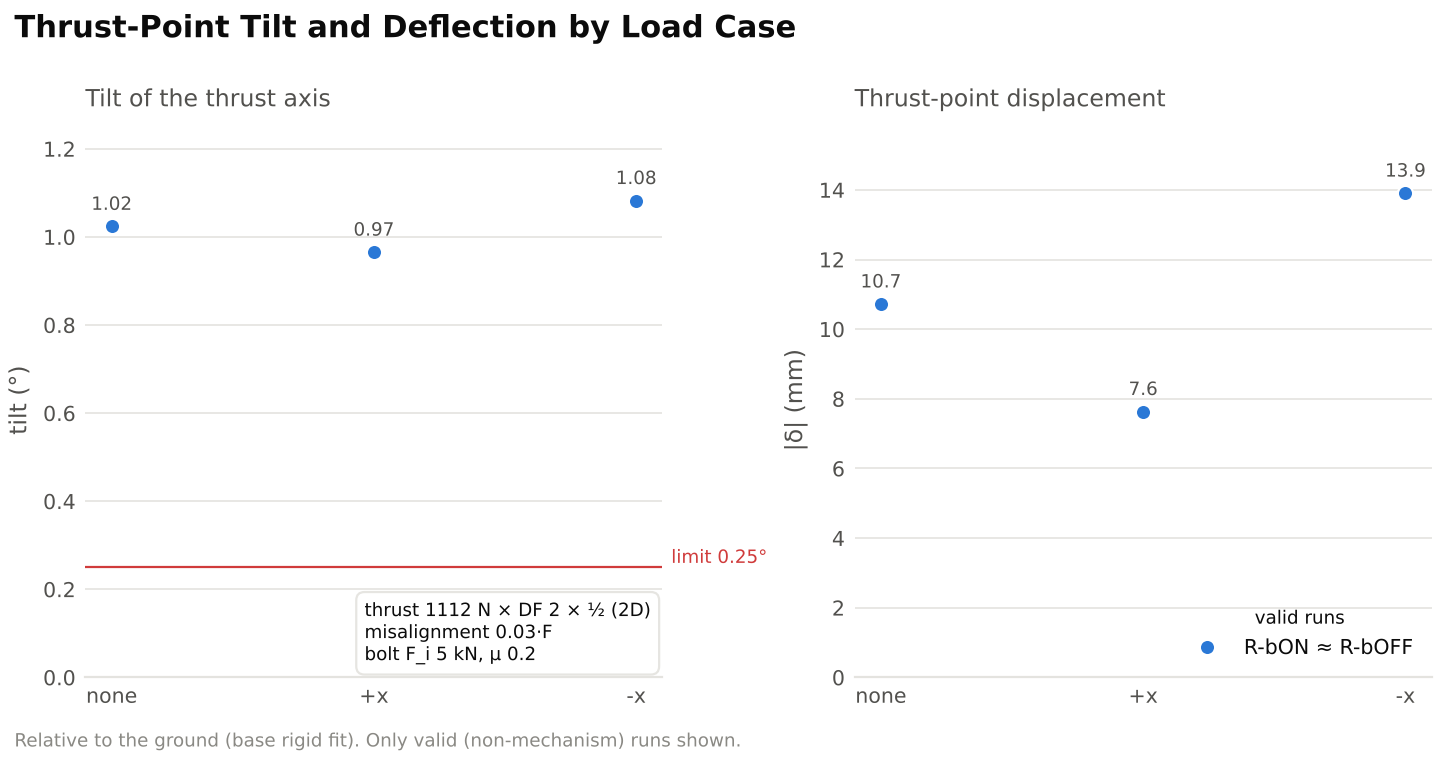 Thrust-Point Tilt and Deflection by Load Case
Tilt of the thrust axis
1.2
1.0
0.8
0.6
0.4
0.2
0.0
tilt (°)
1.02
0.97
1.08
limit 0.25°
thrust 1112 N × DF 2 × ½ (2D)
misalignment 0.03·F
bolt F_i 5 kN, μ 0.2
none
+x
-x
Thrust-point displacement
14
12
10
8
6
4
2
0
|δ| (mm)
10.7
7.6
13.9
valid runs
R-bON ≈ R-bOFF
none
+x
-x
Relative to the ground (base rigid fit). Only valid (non-mechanism) runs shown.